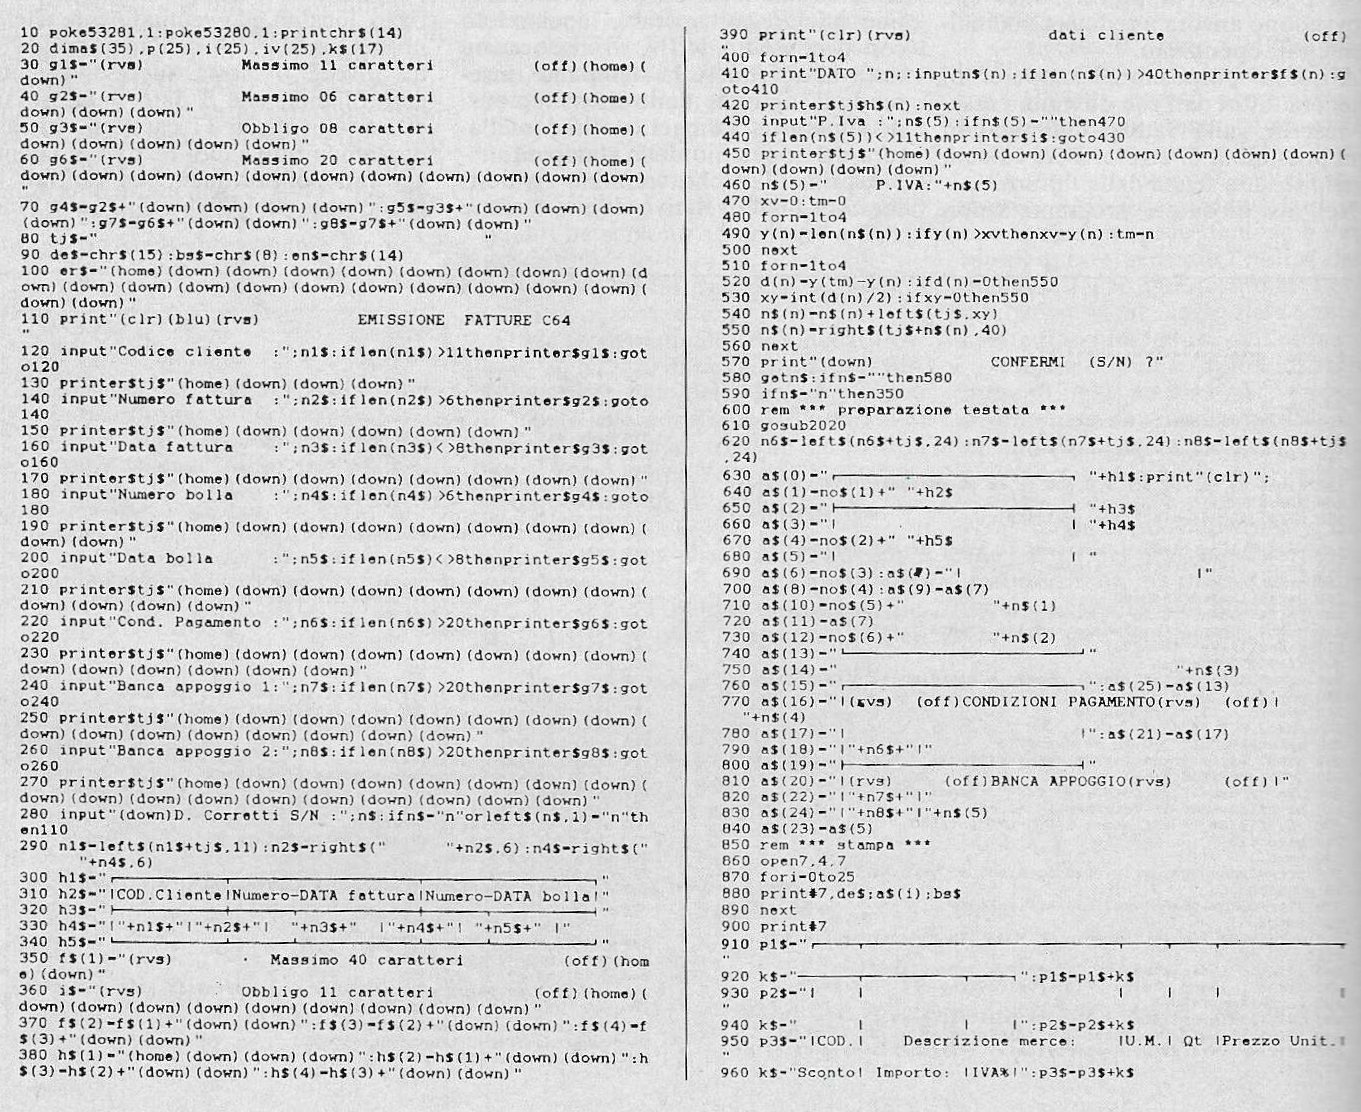 10 poke53281,1:poke53280,1:printchr$(14)
20 dima$(35),p(25),i(25),iv(25),k$(17)
30 g1$="(rvs)          Massimo 11 caratteri          (off)(home)(
down)"
40 g2$="(rvs)          Massimo 06 caratteri          (off)(home)(
down)(down)(down)"
50 g3$="(rvs)          Obbligo 08 caratteri          (off)(home)(
down)(down)(down)(down)(down)"
60 g6$="(rvs)          Massimo 20 caratteri          (off)(home)(
down)(down)(down)(down)(down)(down)(down)(down)(down)(down)(down)
"
70 g4$=g2$+"(down)(down)(down)(down)":g5$=g3$+"(down)(down)(down)
(down)":g7$=g6$+"(down)(down)":g8$=g7$+"(down)(down)"
80 tj$="                                        "
90 de$=chr$(15):bs$=chr$(8):en$=chr$(14)
100 er$="(home)(down)(down)(down)(down)(down)(down)(down)(down)(d
own)(down)(down)(down)(down)(down)(down)(down)(down)(down)(down)(
down)(down)"
110 print"(clr)(blu)(rvs)          EMISSIONE  FATTURE C64
"
120 input"Codice cliente  :";n1$:iflen(n1$)>11thenprinter$g1$:got
o120
130 printer$tj$"(home)(down)(down)(down)"
140 input"Numero fattura  :";n2$:iflen(n2$)>6thenprinter$g2$:goto
140
150 printer$tj$"(home)(down)(down)(down)(down)(down)"
160 input"Data fattura    :";n3$:iflen(n3$)<>8thenprinter$g3$:got
o160
170 printer$tj$"(home)(down)(down)(down)(down)(down)(down)(down)"
180 input"Numero bolla    :";n4$:iflen(n4$)>6thenprinter$g4$:goto
180
190 printer$tj$"(home)(down)(down)(down)(down)(down)(down)(down)(
down)(down)"
200 input"Data bolla      :";n5$:iflen(n5$)<>8thenprinter$g5$:got
o200
210 printer$tj$"(home)(down)(down)(down)(down)(down)(down)(down)(
down)(down)(down)(down)"
220 input"Cond. Pagamento :";n6$:iflen(n6$)>20thenprinter$g6$:got
o220
230 printer$tj$"(home)(down)(down)(down)(down)(down)(down)(down)(
down)(down)(down)(down)(down)(down)"
240 input"Banca appoggio 1:";n7$:iflen(n7$)>20thenprinter$g7$:got
o240
250 printer$tj$"(home)(down)(down)(down)(down)(down)(down)(down)(
down)(down)(down)(down)(down)(down)(down)(down)"
260 input"Banca appoggio 2:";n8$:iflen(n8$)>20thenprinter$g8$:got
o260
270 printer$tj$"(home)(down)(down)(down)(down)(down)(down)(down)(
down)(down)(down)(down)(down)(down)(down)(down)(down)(down)"
280 input"(down)D. Corretti S/N :";n$:ifn$="n"orleft$(n$,1)="n"th
en110
290 n1$=left$(n1$+tj$,11):n2$=right$("      "+n2$,6):n4$=right$("
      "+n4$,6)
300 h1$="┌───────────┬───────────────────┬─────────────────┐"
310 h2$="|COD.Cliente|Numero-DATA fattura|Numero-DATA bolla|"
320 h3$="├───────────┼──────┬────────────┼──────┬──────────┤"
330 h4$="|"+n1$+"|"+n2$+"|  "+n3$+"  |"+n4$+"| "+n5$+" |"
340 h5$="└───────────┴──────┴────────────┴──────┴──────────┘"
350 f$(1)="(rvs)          Massimo 40 caratteri          (off)(hom
e)(down)"
360 i$="(rvs)          Obbligo 11 caratteri          (off)(home)(
down)(down)(down)(down)(down)(down)(down)(down)(down)"
370 f$(2)=f$(1)+"(down)(down)":f$(3)=f$(2)+"(down)(down)":f$(4)=f
$(3)+"(down)(down)"
380 h$(1)="(home)(down)(down)(down)":h$(2)=h$(1)+"(down)(down)":h
$(3)=h$(2)+"(down)(down)":h$(4)=h$(3)+"(down)(down)"
390 print"(clr)(rvs)              dati cliente              (off)
"
400 forn=1to4
410 print"DATO ";n;:inputn$(n):iflen(n$(n))>40thenprinter$f$(n):g
oto410
420 printer$tj$h$(n):next
430 input"P.Iva :";n$(5):ifn$(5)=""then470
440 iflen(n$(5))<>11thenprinter$i$:goto430
450 printer$tj$"(home)(down)(down)(down)(down)(down)(down)(down)(
down)(down)(down)(down)"
460 n$(5)="     P.IVA:"+n$(5)
470 xv=0:tm=0
480 forn=1to4
490 y(n)=len(n$(n)):ify(n)>xvthenxv=y(n):tm=n
500 next
510 forn=1to4
520 d(n)=y(tm)-y(n):ifd(n)=0then550
530 xy=int(d(n)/2):ifxy=0then550
540 n$(n)=n$(n)+left$(tj$,xy)
550 n$(n)=right$(tj$+n$(n),40)
560 next
570 print"(down)            CONFERMI  (S/N) ?"
580 getn$:ifn$=""then580
590 ifn$="n"then350
600 rem *** preparazione testata ***
610 gosub2020
620 n6$=left$(n6$+tj$,24):n7$=left$(n7$+tj$,24):n8$=left$(n8$+tj$
,24)
630 a$(0)="┌────────────────────────┐ "+h1$:print"(clr)";
640 a$(1)=no$(1)+" "+h2$
650 a$(2)="├────────────────────────┤ "+h3$
660 a$(3)="|                        | "+h4$
670 a$(4)=no$(2)+" "+h5$
680 a$(5)="|                        | "
690 a$(6)=no$(3):a$(7)="|                        |"
700 a$(8)=no$(4):a$(9)=a$(7)
710 a$(10)=no$(5)+"         "+n$(1)
720 a$(11)=a$(7)
730 a$(12)=no$(6)+"         "+n$(2)
740 a$(13)="└────────────────────────┘"
750 a$(14)="                                   "+n$(3)
760 a$(15)="┌────────────────────────┐":a$(25)=a$(13)
770 a$(16)="|(rvs)  (off)CONDIZIONI PAGAMENTO(rvs)  (off)|
  "+n$(4)
780 a$(17)="|                        |":a$(21)=a$(17)
790 a$(18)="|"+n6$+"|"
800 a$(19)="├────────────────────────┤"
810 a$(20)="|(rvs)     (off)BANCA APPOGGIO(rvs)     (off)|"
820 a$(22)="|"+n7$+"|"
830 a$(24)="|"+n8$+"|"+n$(5)
840 a$(23)=a$(5)
850 rem *** stampa ***
860 open7,4,7
870 fori=0to25
880 print#7,de$;a$(i);bs$
890 next
900 print#7
910 p1$="┌────┬──────────────────────────┬────┬────┬────────────
"
920 k$="──────┬──────────┬────┐":p1$=p1$+k$
930 p2$="|    |                          |    |    |            |
"
940 k$="      |          |    |":p2$=p2$+k$
950 p3$="|COD.|    Descrizione merce:    |U.M.| Qt |Prezzo Unit.|
"
960 k$="Sconto| Importo: |IVA%|":p3$=p3$+k$